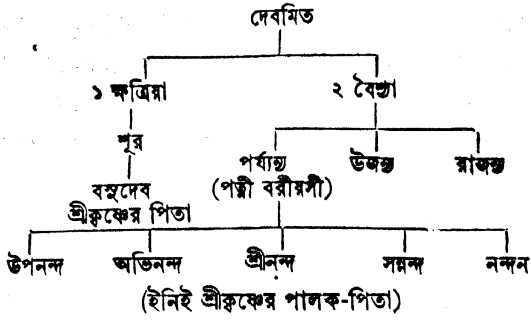 দেবমিত
১ ক্ষত্রিয়া ২ বৈশ্যা
শূর
পর্য্যন্য উজন্য রাজন্য
বসুদেব (পত্নী বরীয়সী)
শ্রীকৃষ্ণের পিতা
উপনন্দ অভিনন্দ শ্রীনন্দ সন্নন্দ নন্দন
(ইনিই শ্রীকৃষ্ণের পালক-পিতা)